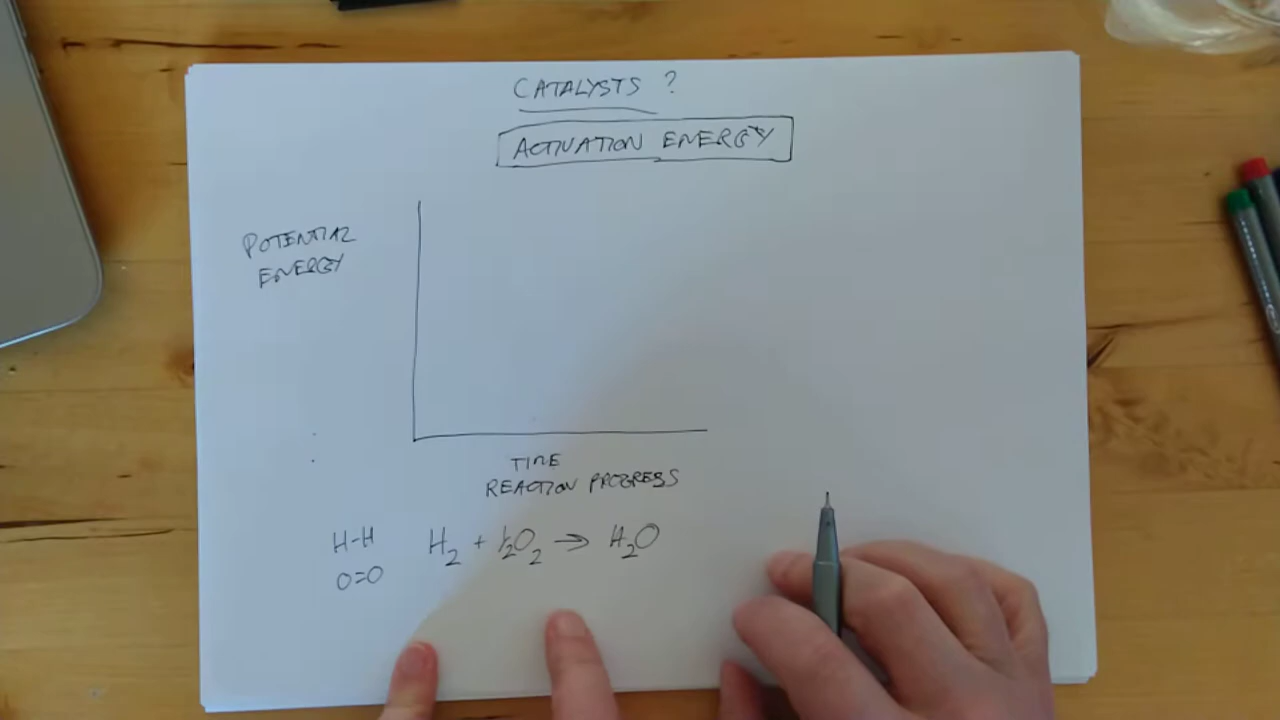 CATALYSTS ?
ACTIVATION ENERGY
POTENTIAL
ENERGY
TIME
REACTION PROGRESS
H-H
H₂ + ½O₂ → H₂O
O=O